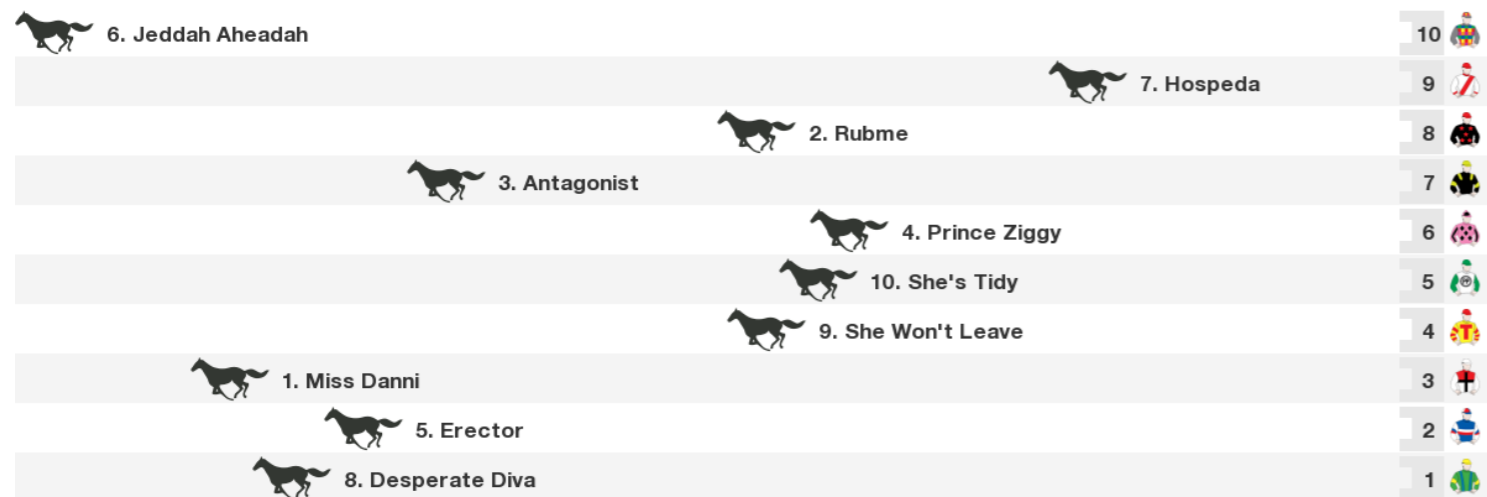 6. Jeddah Aheadah 10
7. Hospeda 9
2. Rubme 8
3. Antagonist 7
4. Prince Ziggy 6
10. She's Tidy 5
9. She Won't Leave 4
T
1. Miss Danni 3
5. Erector 2
8. Desperate Diva 1